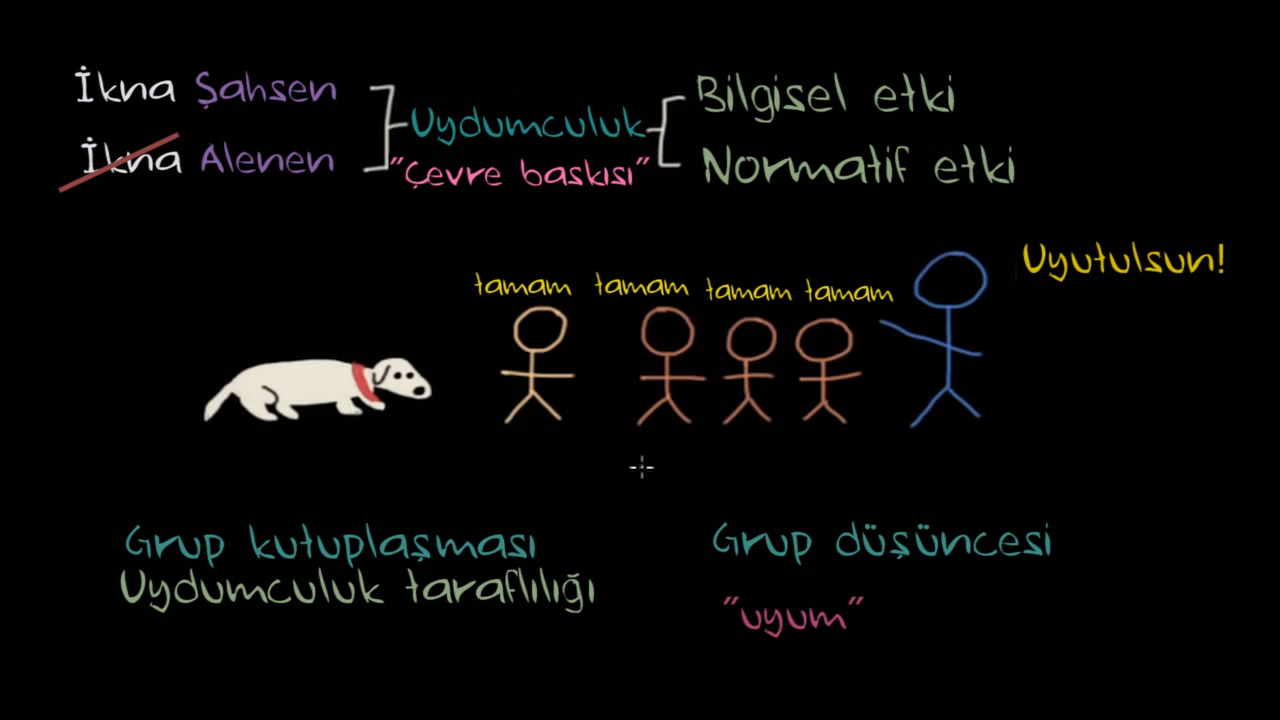 İkna Şahsen
İkna Alenen
Uydumculuk
"Çevre baskısı"
Bilgisel etki
Normatif etki
Uyutulsun!
tamam tamam tamam tamam
Grup kutuplaşması
Uydumculuk taraflılığı
Grup düşüncesi
"uyum"